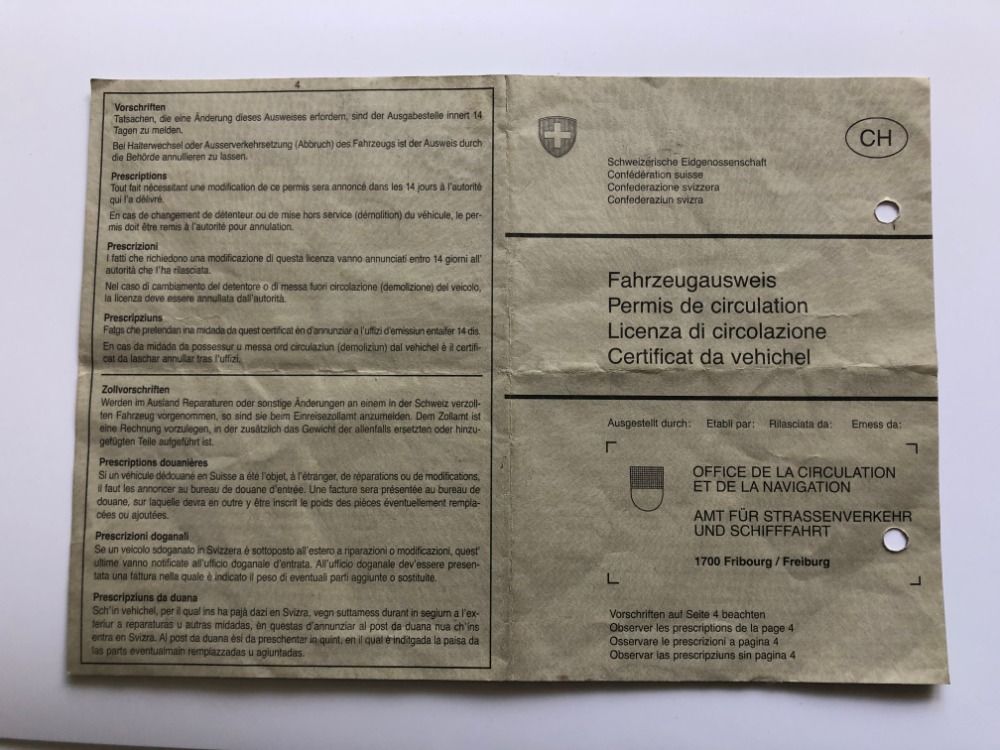 4
Vorschriften
Tatsachen, die eine Änderung dieses Ausweises erfordern, sind der Ausgabestelle innert 14
Tagen zu melden.
Bei Halterwechsel oder Ausserverkehrsetzung (Abbruch) des Fahrzeugs ist der Ausweis durch
die Behörde annullieren zu lassen.
Prescriptions
Tout fait nécessitant une modification de ce permis sera annoncé dans les 14 jours à l'autorité
qui l'a délivré.
En cas de changement de détenteur ou de mise hors service (démolition) du véhicule, le per-
mis doit être remis à l'autorité pour annulation.
Prescrizioni
I fatti che richiedono una modificazione di questa licenza vanno annunciati entro 14 giorni all'
autorità che l'ha rilasciata.
Nel caso di cambiamento del detentore o di messa fuori circolazione (demolizione) del veicolo,
la licenza deve essere annullata dall'autorità.
Prescripziuns
Fatgs che pretendan ina midada da quest certificat èn d'annunziar a l'uffizi d'emissiun entaifer 14 dis.
En cas da midada da possessur u messa ord circulaziun (demoliziun) dal vehichel è il certifi-
cat da laschar annullar tras l'uffizi.
Zollvorschriften
Werden im Ausland Reparaturen oder sonstige Änderungen an einem in der Schweiz verzoll-
ten Fahrzeug vorgenommen, so sind sie beim Einreisezollamt anzumelden. Dem Zollamt ist
eine Rechnung vorzulegen, in der zusätzlich das Gewicht der allenfalls ersetzten oder hinzu-
gefügten Teile aufgeführt ist.
Prescriptions douanières
Si un véhicule dédouané en Suisse a été l'objet, à l'étranger, de réparations ou de modifications,
il faut les annoncer au bureau de douane d'entrée. Une facture sera présentée au bureau de
douane, sur laquelle devra en outre y être inscrit le poids des pièces éventuellement rempla-
cées ou ajoutées.
Prescrizioni doganali
Se un veicolo sdoganato in Svizzera è sottoposto all'estero a riparazioni o modificazioni, quest'
ultime vanno notificate all'ufficio doganale d'entrata. All'ufficio doganale dev'essere presen-
tata una fattura nella quale è indicato il peso di eventuali parti aggiunte o sostituite.
Prescripziuns da duana
Sch'in vehichel, per il qual ins ha pajà dazi en Svizra, vegn suttamess durant in segiurn a l'ex-
teriur a reparaturas u autras midadas, èn questas d'annunziar al post da duana nua ch'ins
entra en Svizra. Al post da duana èsi da preschentar in quint, en il qual è inditgada la paisa da
las parts eventualmain remplazzadas u agiuntadas.
CH
Schweizerische Eidgenossenschaft
Confédération suisse
Confederazione svizzera
Confederaziun svizra
Fahrzeugausweis
Permis de circulation
Licenza di circolazione
Certificat da vehichel
Ausgestellt durch: Etabli par: Rilasciata da: Emess da:
OFFICE DE LA CIRCULATION
ET DE LA NAVIGATION
AMT FÜR STRASSENVERKEHR
UND SCHIFFFAHRT
1700 Fribourg / Freiburg
Vorschriften auf Seite 4 beachten
Observer les prescriptions de la page 4
Osservare le prescrizioni a pagina 4
Observar las prescripziuns sin pagina 4